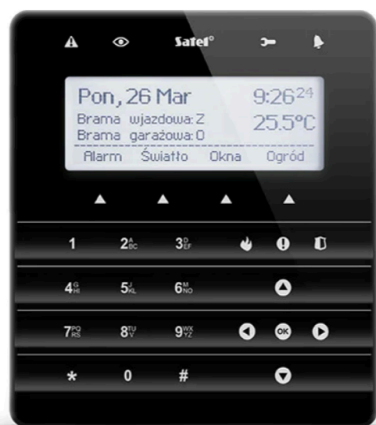 Satel®
Pon, 26 Mar 9:26 24
Brama wjazdowa: Z 25.5°C
Brama garażowa: O
Alarm Światło Okna Ogród
1 2 ABC 3 DEF
4 GHI 5 JKL 6 MNO
7 PQRS 8 TUV 9 WXYZ OK
* 0 #